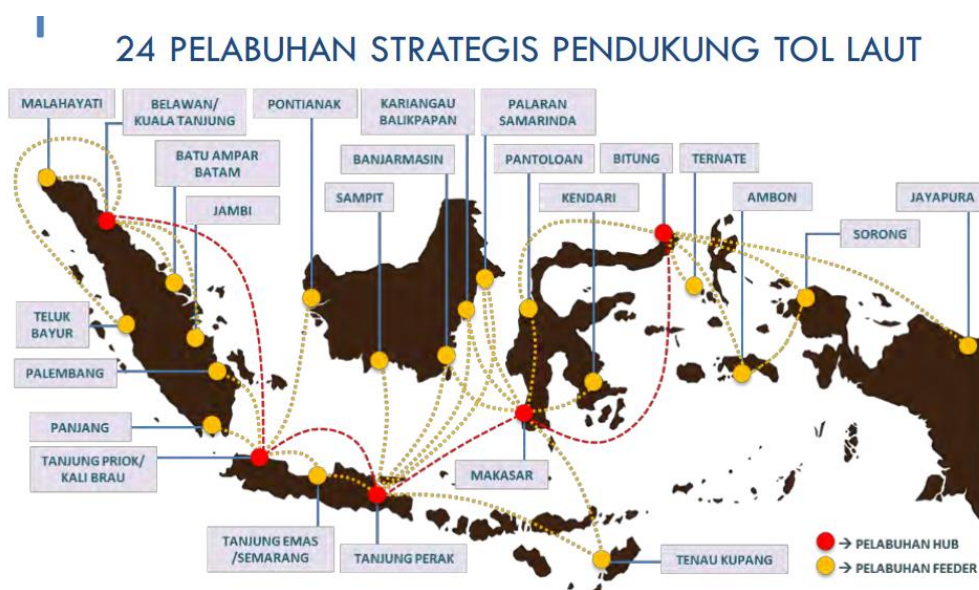 24 PELABUHAN STRATEGIS PENDUKUNG TOL LAUT
MALAHAYATI
BELAWAN/
KUALA TANJUNG
PONTIANAK
KARIANGAU
BALIKPAPAN
PALARAN
SAMARINDA
BATU AMPAR
BATAM
BANJARMASIN
PANTOLOAN
BITUNG
TERNATE
JAMBI
SAMPIT
KENDARI
AMBON
JAYAPURA
SORONG
TELUK
BAYUR
PALEMBANG
PANJANG
TANJUNG PRIOK/
KALI BRAU
MAKASAR
TANJUNG EMAS
/SEMARANG
TANJUNG PERAK
TENAU KUPANG
→ PELABUHAN HUB
→ PELABUHAN FEEDER